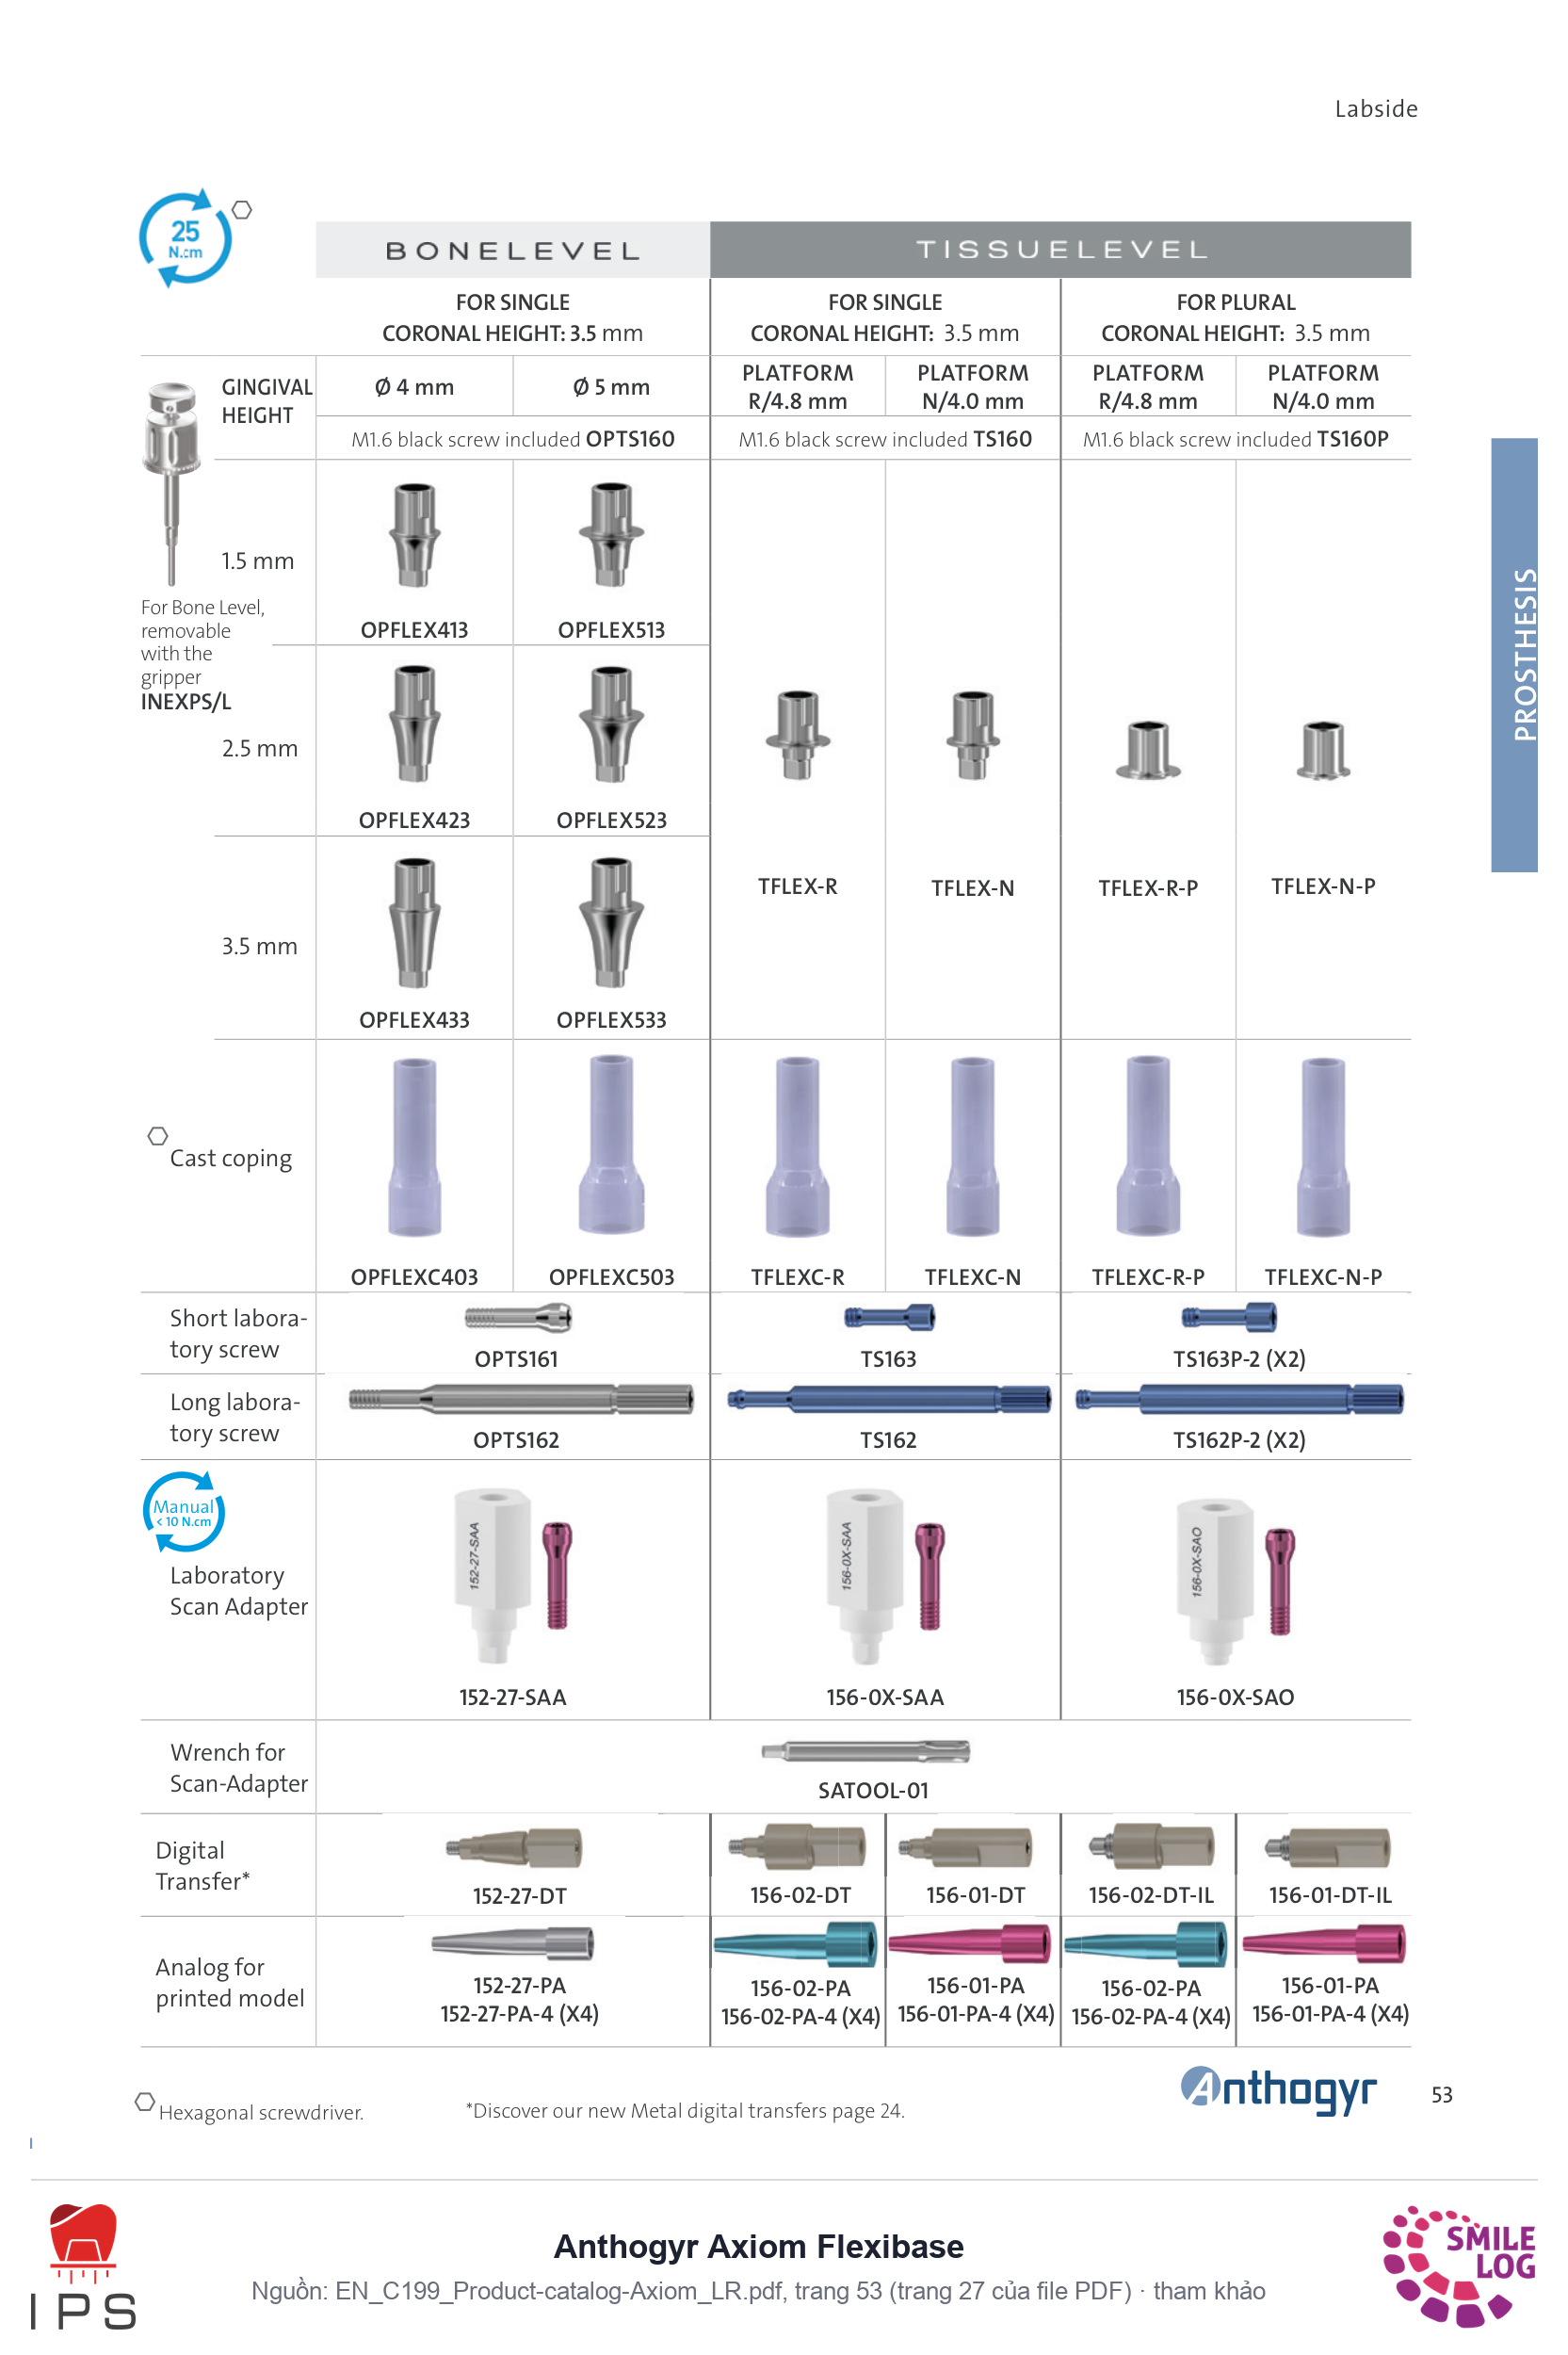 Labside
25
N.cm
BONELEVEL
TISSUELEVEL
FOR SINGLE
CORONAL HEIGHT: 3.5 mm
FOR SINGLE
CORONAL HEIGHT: 3.5 mm
FOR PLURAL
CORONAL HEIGHT: 3.5 mm
GINGIVAL
HEIGHT
Ø 4 mm
Ø 5 mm
PLATFORM
R/4.8 mm
PLATFORM
N/4.0 mm
PLATFORM
R/4.8 mm
PLATFORM
N/4.0 mm
M1.6 black screw included OPTS160
M1.6 black screw included TS160
M1.6 black screw included TS160P
1.5 mm
OPFLEX413
OPFLEX513
For Bone Level,
removable
with the
gripper
INEXPS/L
2.5 mm
OPFLEX423
OPFLEX523
TFLEX-R
TFLEX-N
TFLEX-R-P
TFLEX-N-P
3.5 mm
OPFLEX433
OPFLEX533
PROSTHESIS
Cast coping
OPFLEXC403
OPFLEXC503
TFLEXC-R
TFLEXC-N
TFLEXC-R-P
TFLEXC-N-P
Short labora-
tory screw
OPTS161
TS163
TS163P-2 (X2)
Long labora-
tory screw
OPTS162
TS162
TS162P-2 (X2)
Manual
< 10 N.cm
Laboratory
Scan Adapter
152-27-SAA
156-0X-SAA
156-0X-SAO
152-27-SAA
156-0X-SAA
156-0X-SAO
Wrench for
Scan-Adapter
SATOOL-01
Digital
Transfer*
152-27-DT
156-02-DT
156-01-DT
156-02-DT-IL
156-01-DT-IL
Analog for
printed model
152-27-PA
152-27-PA-4 (X4)
156-02-PA
156-02-PA-4 (X4)
156-01-PA
156-01-PA-4 (X4)
156-02-PA
156-02-PA-4 (X4)
156-01-PA
156-01-PA-4 (X4)
Hexagonal screwdriver.
*Discover our new Metal digital transfers page 24.
Anthogyr
53
IPS
Anthogyr Axiom Flexibase
Nguồn: EN_C199_Product-catalog-Axiom_LR.pdf, trang 53 (trang 27 của file PDF) · tham khảo
SMILE
LOG